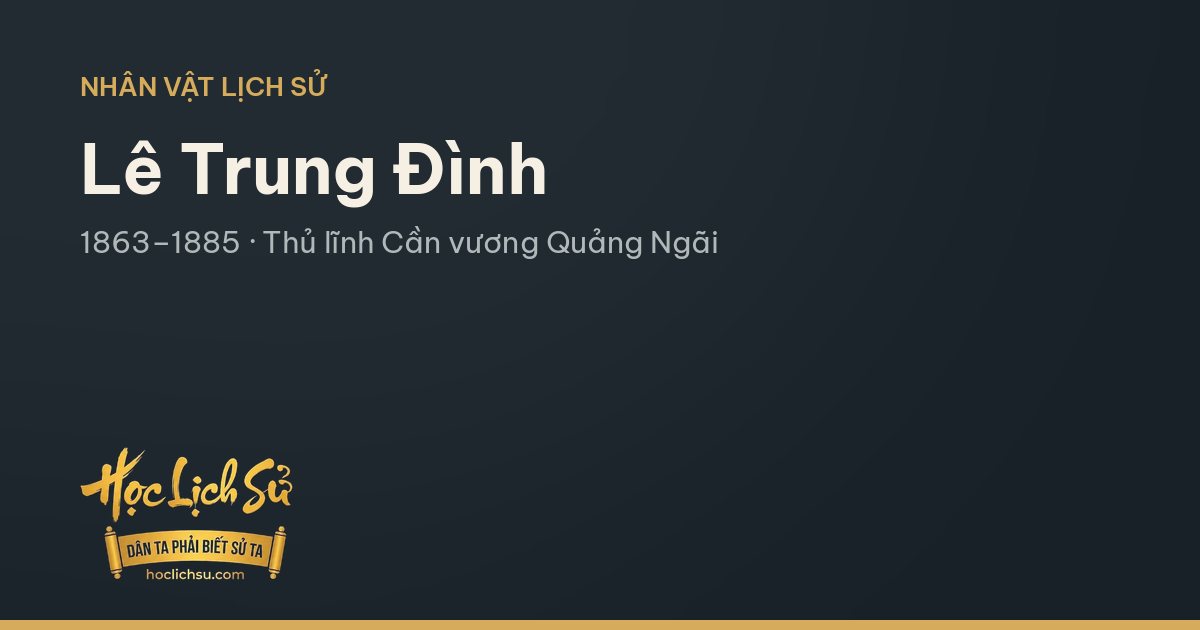 NHÂN VẬT LỊCH SỬ
Lê Trung Đình
1863–1885 · Thủ lĩnh Cần vương Quảng Ngãi
Học Lịch Sử
DÂN TA PHẢI BIẾT SỬ TA
hoclichsu.com